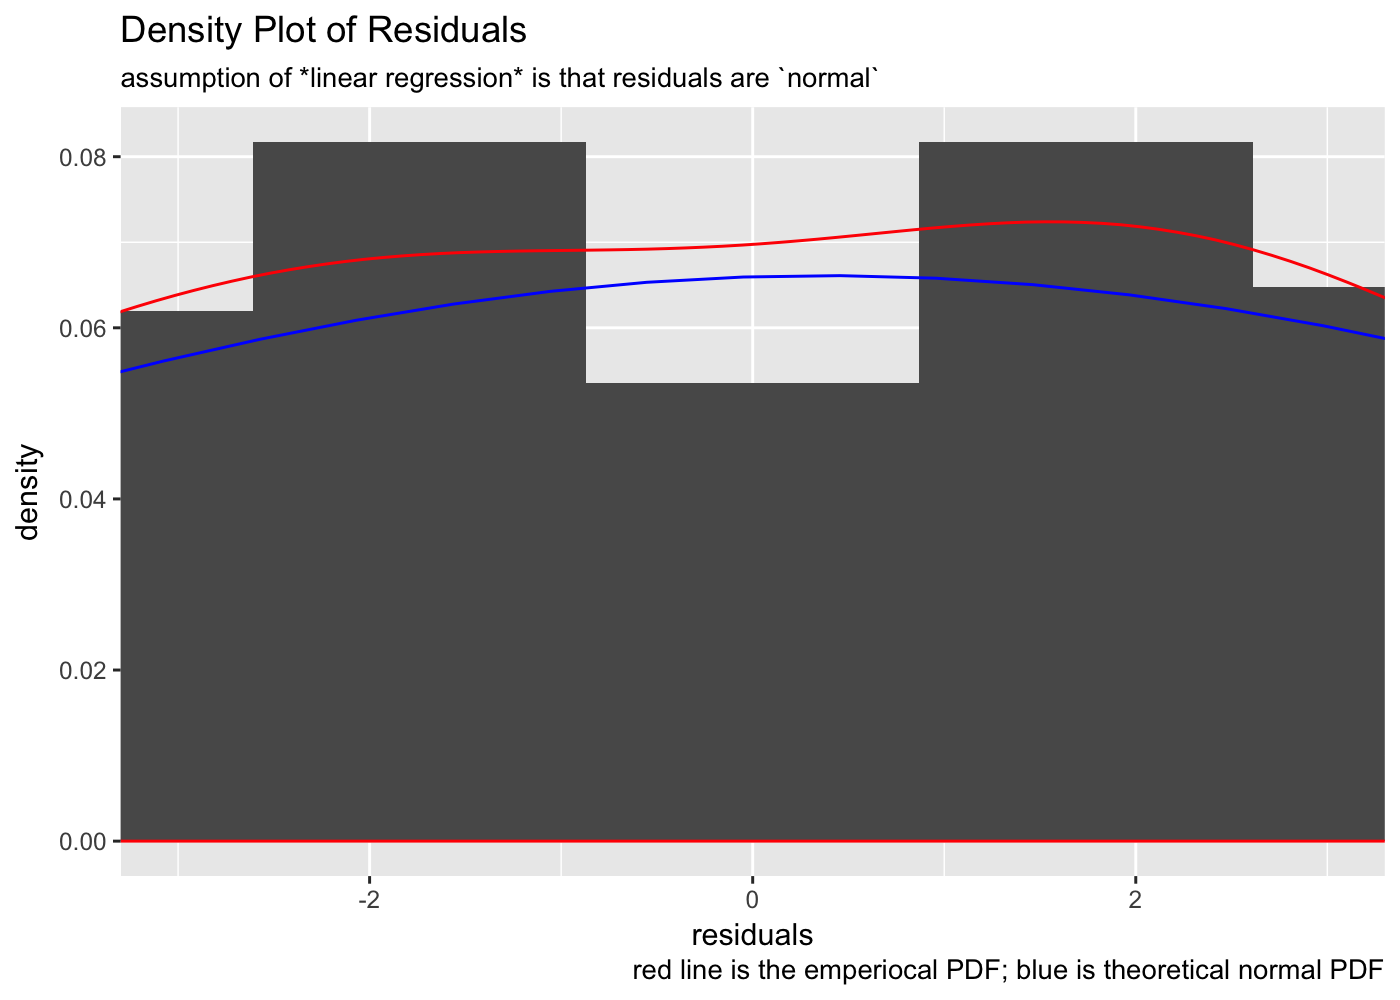 Density Plot of Residuals
assumption of *linear regression* is that residuals are `normal`
0.08
0.06
0.04
0.02
0.00
density
-2 0 2
residuals
red line is the emperiocal PDF; blue is theoretical normal PDF